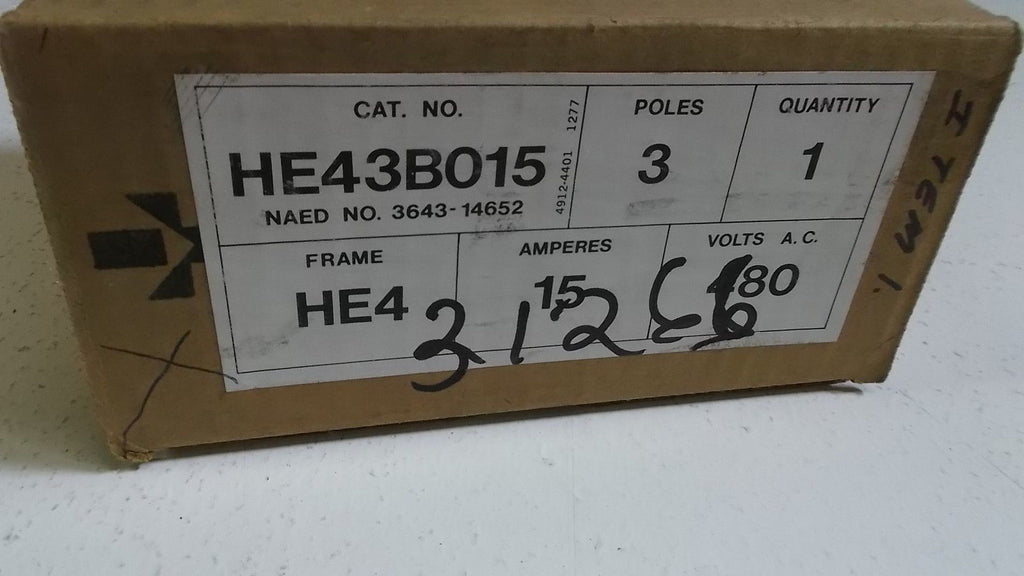 CAT. NO.
HE43B015
NAED NO. 3643-14652
4912-4401 1277
POLES
3
QUANTITY
1
FRAME
HE4
AMPERES
15
VOLTS A.C.
480
ITEM 1